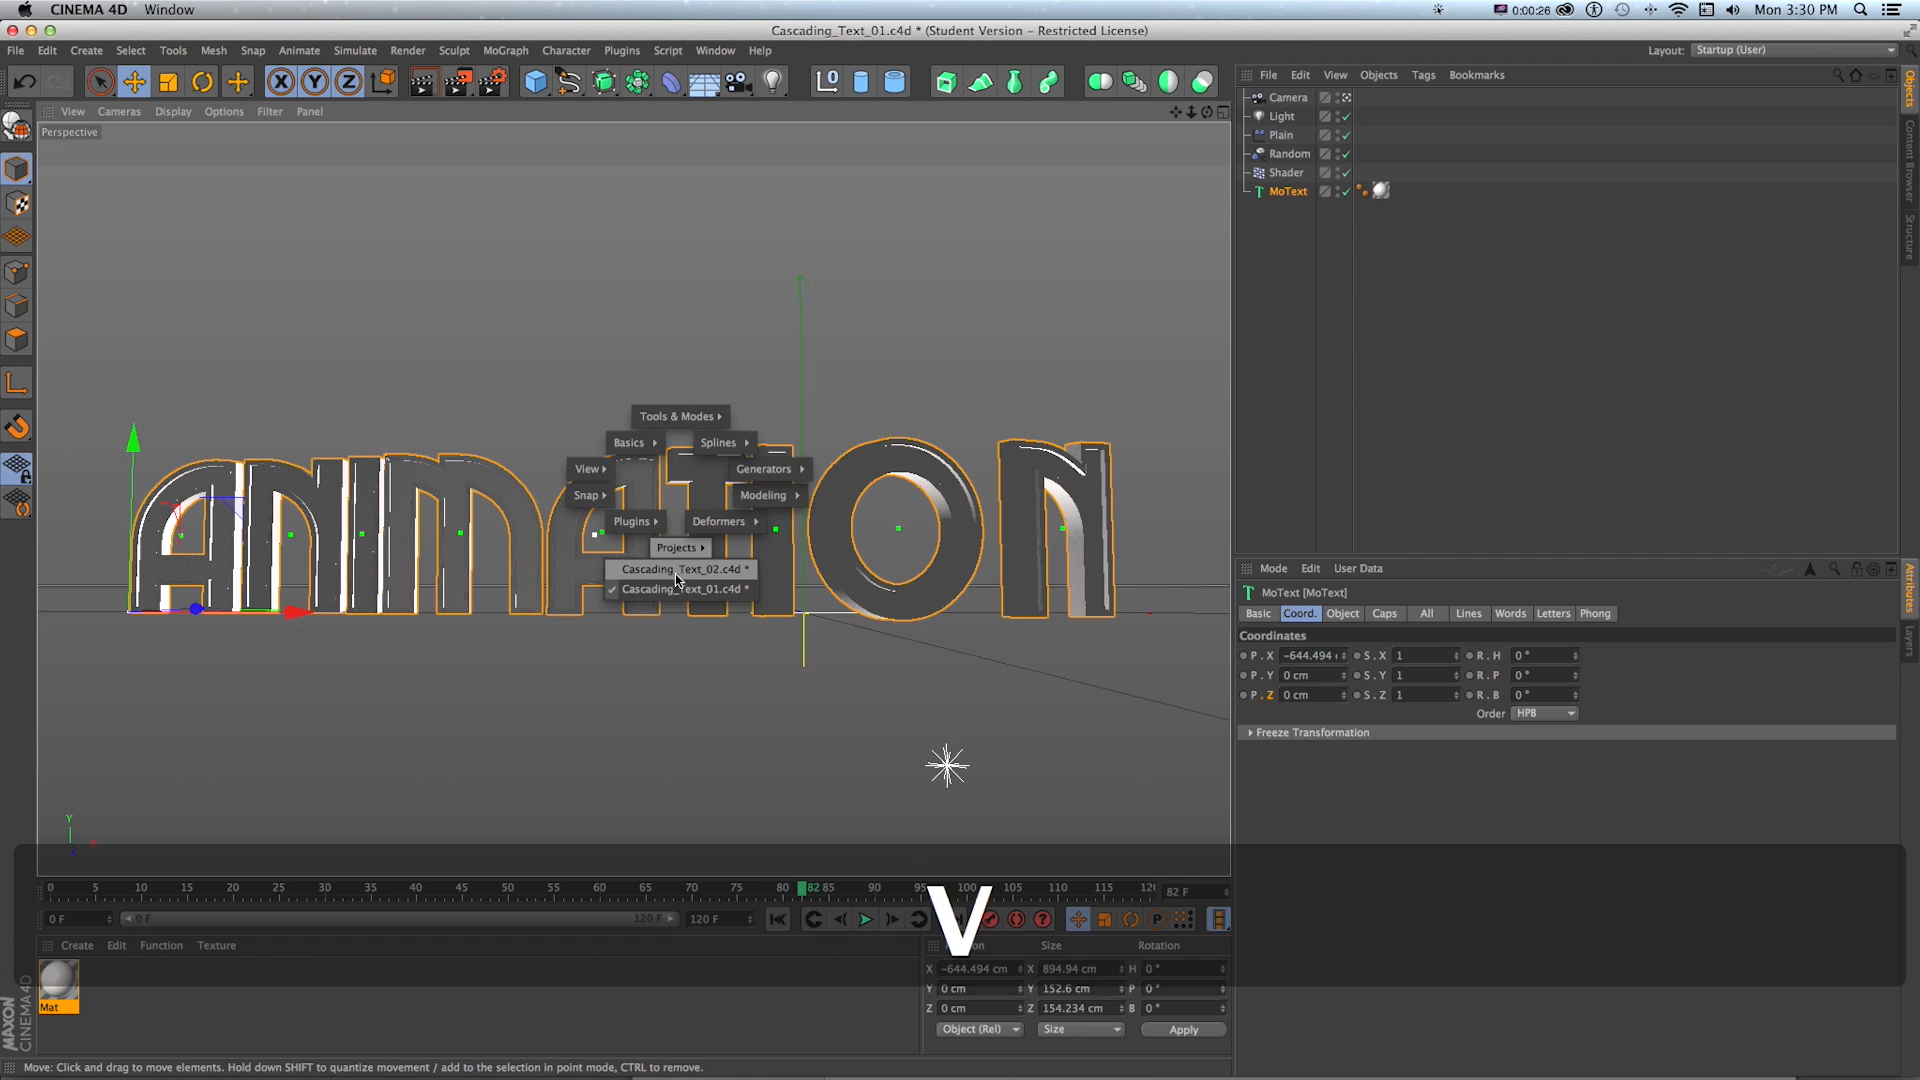 CINEMA 4D Window
0:00:26 Mon 3:30 PM
Cascading_Text_01.c4d * (Student Version - Restricted License)
File Edit Create Select Tools Mesh Snap Animate Simulate Render Sculpt MoGraph Character Plugins Script Window Help
Layout: Startup (User)
File Edit View Objects Tags Bookmarks
View Cameras Display Options Filter Panel
Perspective
Camera
Light
Plain
Random
Shader
MoText
Objects
Content Browser
Structure
Tools & Modes
Basics
Splines
View
Generators
Snap
Modeling
Plugins
Deformers
Projects
Cascading_Text_02.c4d *
Cascading_Text_01.c4d *
ANIMATION
Mode Edit User Data
MoText [MoText]
Basic Coord. Object Caps All Lines Words Letters Phong
Coordinates
P . X -644.494 S . X 1 R . H 0 °
P . Y 0 cm S . Y 1 R . P 0 °
P . Z 0 cm S . Z 1 R . B 0 °
Order HPB
Freeze Transformation
Attributes
Layers
Y
Z
0 5 10 15 20 25 30 35 40 45 50 55 60 65 70 75 80 82 85 90 95 100 105 110 115 82 F
0 F 0 F 120 F 120 F
V
Create Edit Function Texture
Size Rotation
X -644.494 cm X 894.94 cm H 0 °
Y 0 cm Y 152.6 cm P 0 °
Z 0 cm Z 154.234 cm B 0 °
Object (Rel) Size Apply
Mat
MAXON
CINEMA 4D
Move: Click and drag to move elements. Hold down SHIFT to quantize movement / add to the selection in point mode, CTRL to remove.